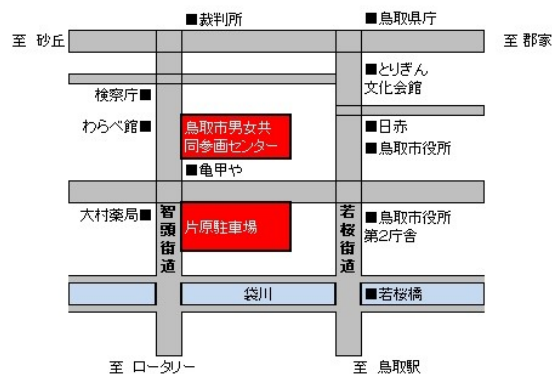 ■裁判所
■鳥取県庁
至 砂丘
至 郡家
■とりぎん
文化会館
検察庁■
わらべ館■
鳥取市男女共
同参画センター
■日赤
■鳥取市役所
■亀甲や
大村薬局■
智頭街道
片原駐車場
若桜街道
■鳥取市役所
第2庁舎
袋川
■若桜橋
至 ロータリー
至 鳥取駅